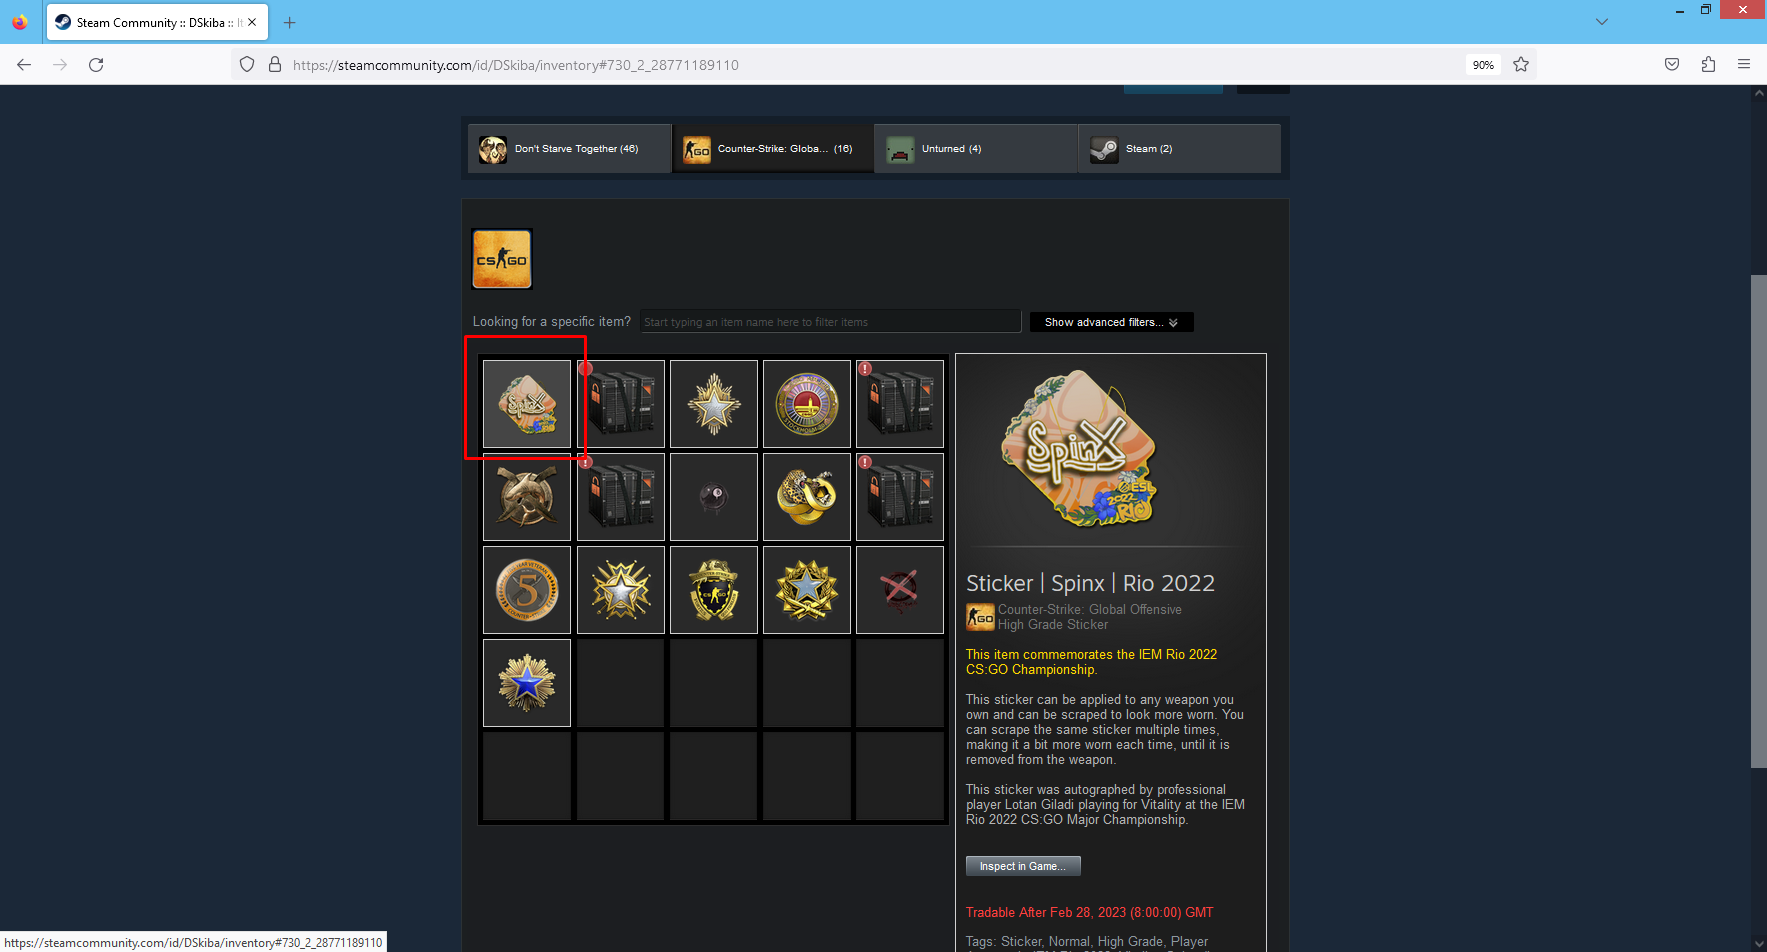 Steam Community :: DSkiba :: It
https://steamcommunity.com/id/DSkiba/inventory#730_2_28771189110
90%
Don't Starve Together (46)
Counter-Strike: Globa... (16)
Unturned (4)
Steam (2)
CS GO
Looking for a specific item?
Start typing an item name here to filter items
Show advanced filters...
Spinx
ESL
2022
RIO
Sticker | Spinx | Rio 2022
Counter-Strike: Global Offensive
High Grade Sticker
This item commemorates the IEM Rio 2022
CS:GO Championship.
This sticker can be applied to any weapon you
own and can be scraped to look more worn. You
can scrape the same sticker multiple times,
making it a bit more worn each time, until it is
removed from the weapon.
This sticker was autographed by professional
player Lotan Giladi playing for Vitality at the IEM
Rio 2022 CS:GO Major Championship.
Inspect in Game...
Tradable After Feb 28, 2023 (8:00:00) GMT
Tags: Sticker, Normal, High Grade, Player
https://steamcommunity.com/id/DSkiba/inventory#730_2_28771189110